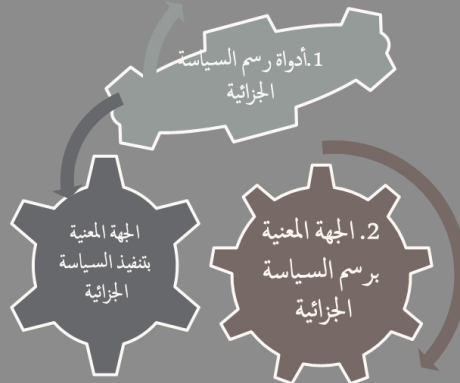 1.أدواة رسم السياسة
الجزائية
2. الجهة المعنية
برسم السياسة
الجزائية
الجهة المعنية
بتنفيذ السياسة
الجزائية